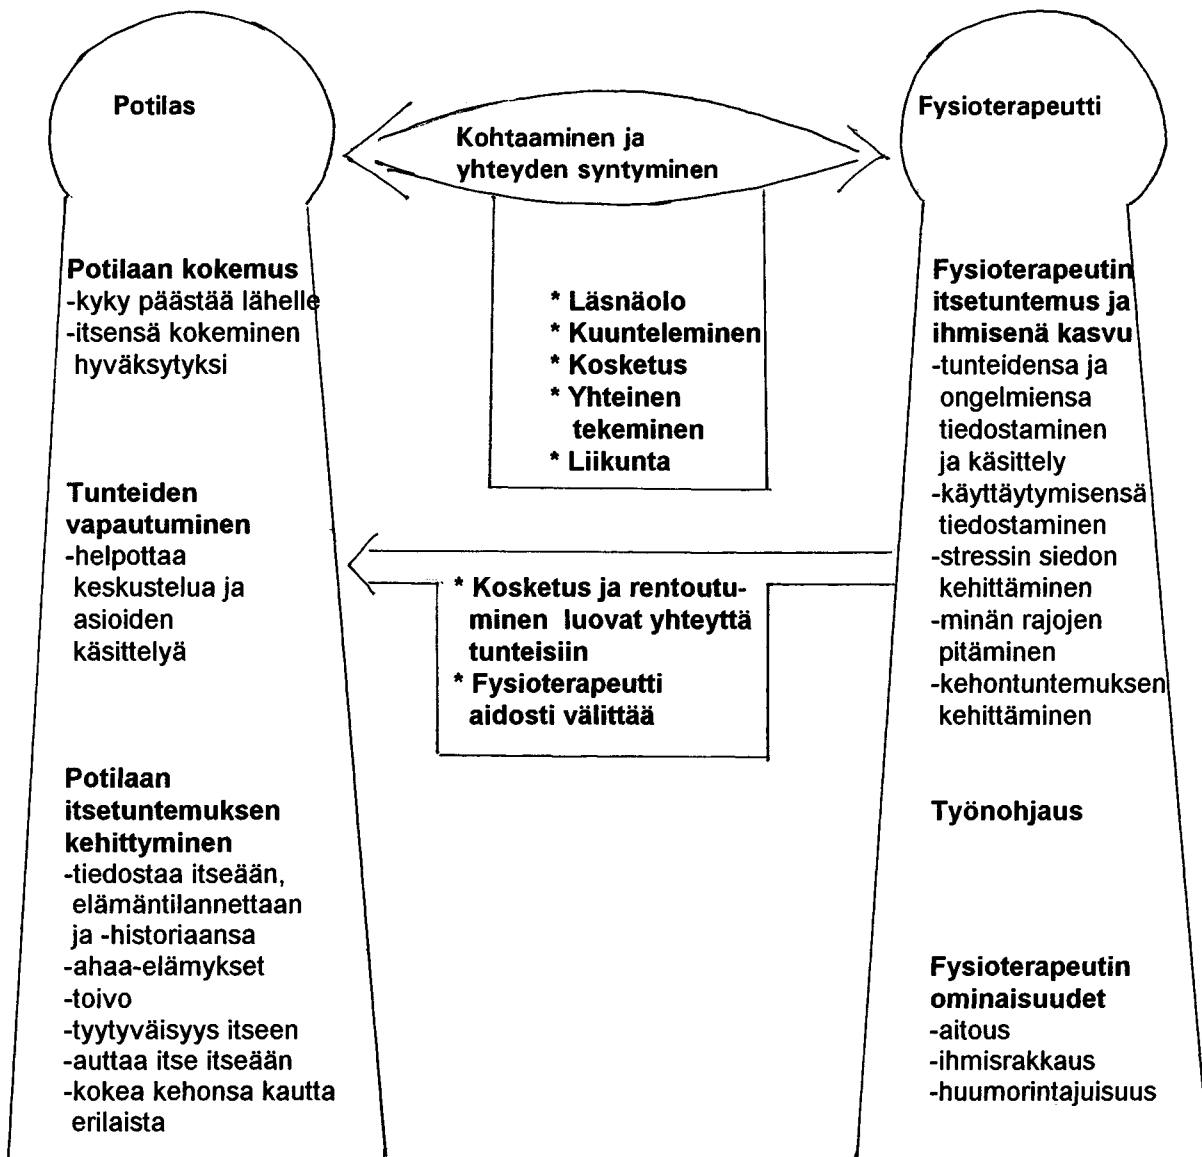 Potilas
Potilaan kokemus
-kyky päästää lähelle
-itsensä kokeminen
hyväksytyksi
Tunteiden
vapautuminen
-helpottaa
keskustelua ja
asioiden
käsittelyä
Potilaan
itsetuntemuksen
kehittyminen
-tiedostaa itseään,
elämäntilannettaan
ja -historiaansa
-ahaa-elämykset
-toivo
-tyytyväisyys itseen
-auttaa itse itseään
-kokea kehonsa kautta
erilaista
Kohtaaminen ja
yhteyden syntyminen
* Läsnäolo
* Kuunteleminen
* Kosketus
* Yhteinen
tekeminen
* Liikunta
* Kosketus ja rentoutu-
minen luovat yhteyttä
tunteisiin
* Fysioterapeutti
aidosti välittää
Fysioterapeutti
Fysioterapeutin
itsetuntemus ja
ihmisenä kasvu
-tunteidensa ja
ongelmiensa
tiedostaminen
ja käsittely
-käyttäytymisensä
tiedostaminen
-stressin siedon
kehittäminen
-minän rajojen
pitäminen
-kehontuntemuksen
kehittäminen
Työnohjaus
Fysioterapeutin
ominaisuudet
-aitous
-ihmisrakkaus
-huumorintajuisuus